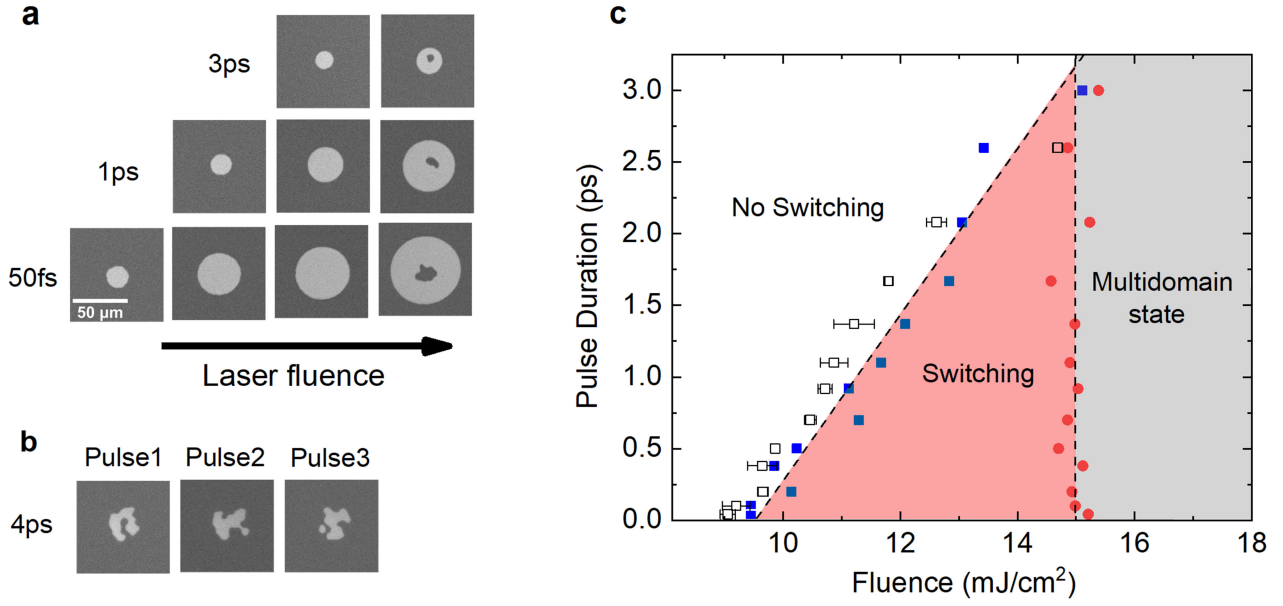 a
3ps
1ps
50fs
50 µm
Laser fluence
b
Pulse1 Pulse2 Pulse3
4ps
c
Pulse Duration (ps)
3.0
2.5
2.0
1.5
1.0
0.5
0.0
No Switching
Switching
Multidomain
state
10 12 14 16 18
Fluence (mJ/cm²)